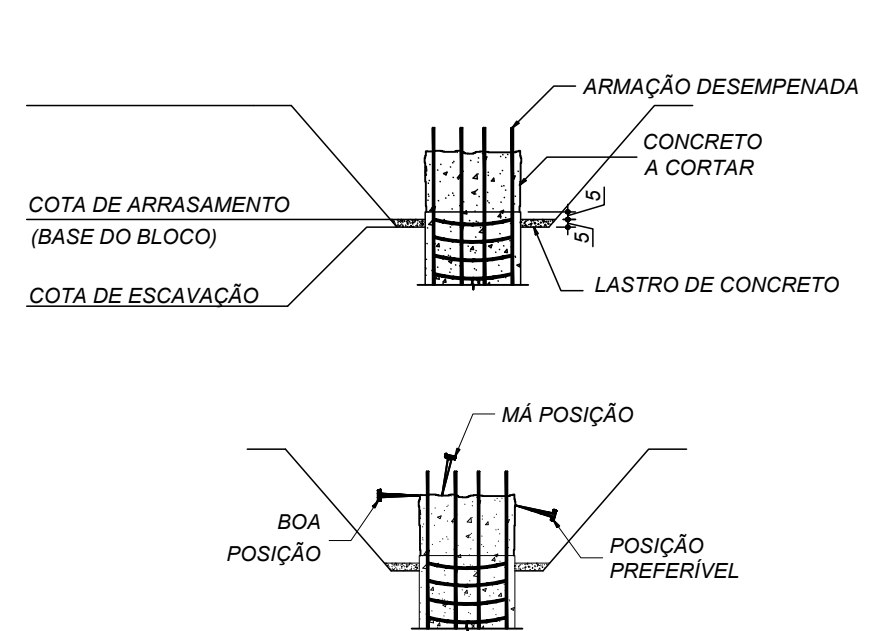 ARMAÇÃO DESEMPENADA
CONCRETO
A CORTAR
5
COTA DE ARRASAMENTO
(BASE DO BLOCO)
5
COTA DE ESCAVAÇÃO
LASTRO DE CONCRETO
MÁ POSIÇÃO
BOA
POSIÇÃO
POSIÇÃO
PREFERÍVEL